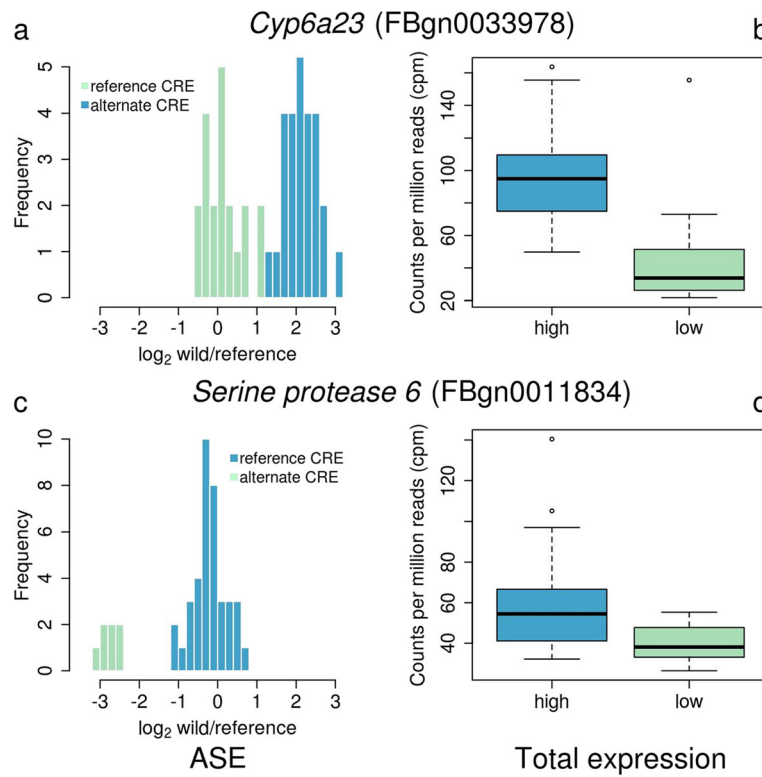 a
Cyp6a23 (FBgn0033978)
b
reference CRE
alternate CRE
Frequency
0
1
2
3
4
5
-3 -2 -1 0 1 2 3
log2 wild/reference
Counts per million reads (cpm)
20
60
100
140
high low
c
Serine protease 6 (FBgn0011834)
d
reference CRE
alternate CRE
Frequency
0
2
4
6
8
10
-3 -2 -1 0 1 2 3
log2 wild/reference
Counts per million reads (cpm)
40
60
80
120
high low
ASE
Total expression